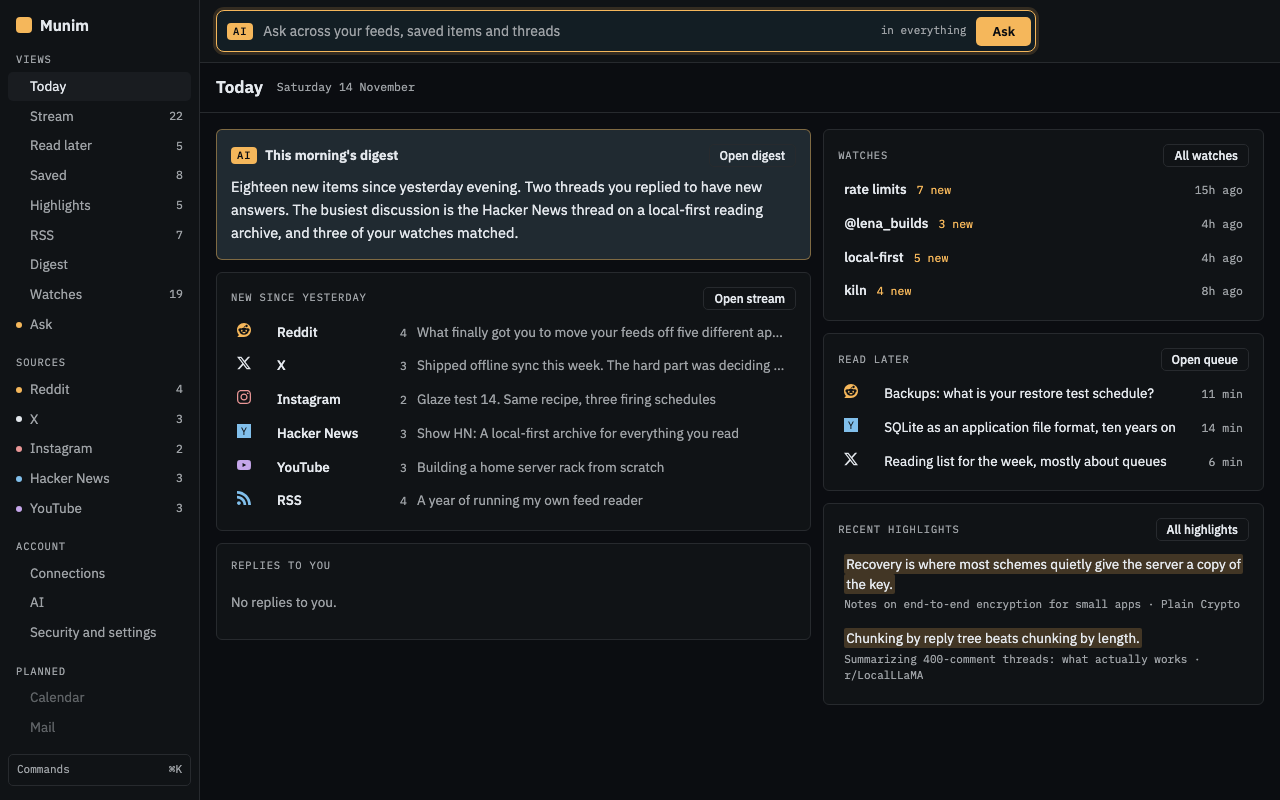 Munim
VIEWS
Today
Stream 22
Read later 5
Saved 8
Highlights 5
RSS 7
Digest
Watches 19
Ask
SOURCES
Reddit 4
X 3
Instagram 2
Hacker News 3
YouTube 3
ACCOUNT
Connections
AI
Security and settings
PLANNED
Calendar
Mail
Commands ⌘K
AI Ask across your feeds, saved items and threads in everything Ask
Today Saturday 14 November
AI This morning's digest Open digest
Eighteen new items since yesterday evening. Two threads you replied to have new
answers. The busiest discussion is the Hacker News thread on a local-first reading
archive, and three of your watches matched.
NEW SINCE YESTERDAY Open stream
Reddit 4 What finally got you to move your feeds off five different ap...
X 3 Shipped offline sync this week. The hard part was deciding ...
Instagram 2 Glaze test 14. Same recipe, three firing schedules
Hacker News 3 Show HN: A local-first archive for everything you read
YouTube 3 Building a home server rack from scratch
RSS 4 A year of running my own feed reader
REPLIES TO YOU
No replies to you.
WATCHES All watches
rate limits 7 new 15h ago
@lena_builds 3 new 4h ago
local-first 5 new 4h ago
kiln 4 new 8h ago
READ LATER Open queue
Backups: what is your restore test schedule? 11 min
Y SQLite as an application file format, ten years on 14 min
Reading list for the week, mostly about queues 6 min
RECENT HIGHLIGHTS All highlights
Recovery is where most schemes quietly give the server a copy of
the key.
Notes on end-to-end encryption for small apps · Plain Crypto
Chunking by reply tree beats chunking by length.
Summarizing 400-comment threads: what actually works ·
r/LocalLLaMA